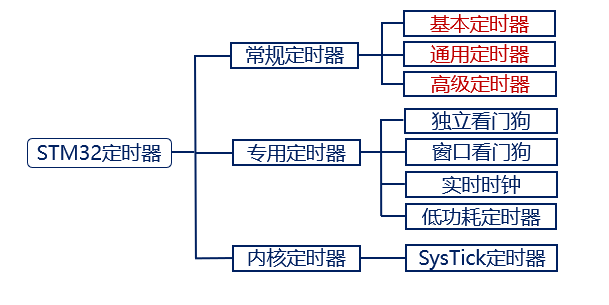 STM32定时器
常规定时器
基本定时器
通用定时器
高级定时器
专用定时器
独立看门狗
窗口看门狗
实时时钟
低功耗定时器
内核定时器
SysTick定时器